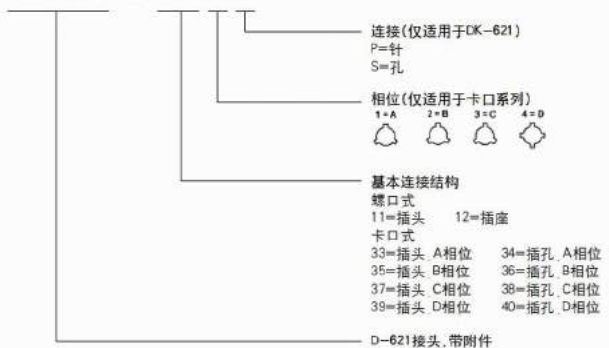 连接(仅适用于DK-621)
P=针
S=孔
相位(仅适用于卡口系列)
1=A 2=B 3=C 4=D
基本连接结构
螺口式
11=插头 12=插座
卡口式
33=插头,A相位 34=插孔,A相位
35=插头,B相位 36=插孔,B相位
37=插头,C相位 38=插孔,C相位
39=插头,D相位 40=插孔,D相位
D-621接头,带附件